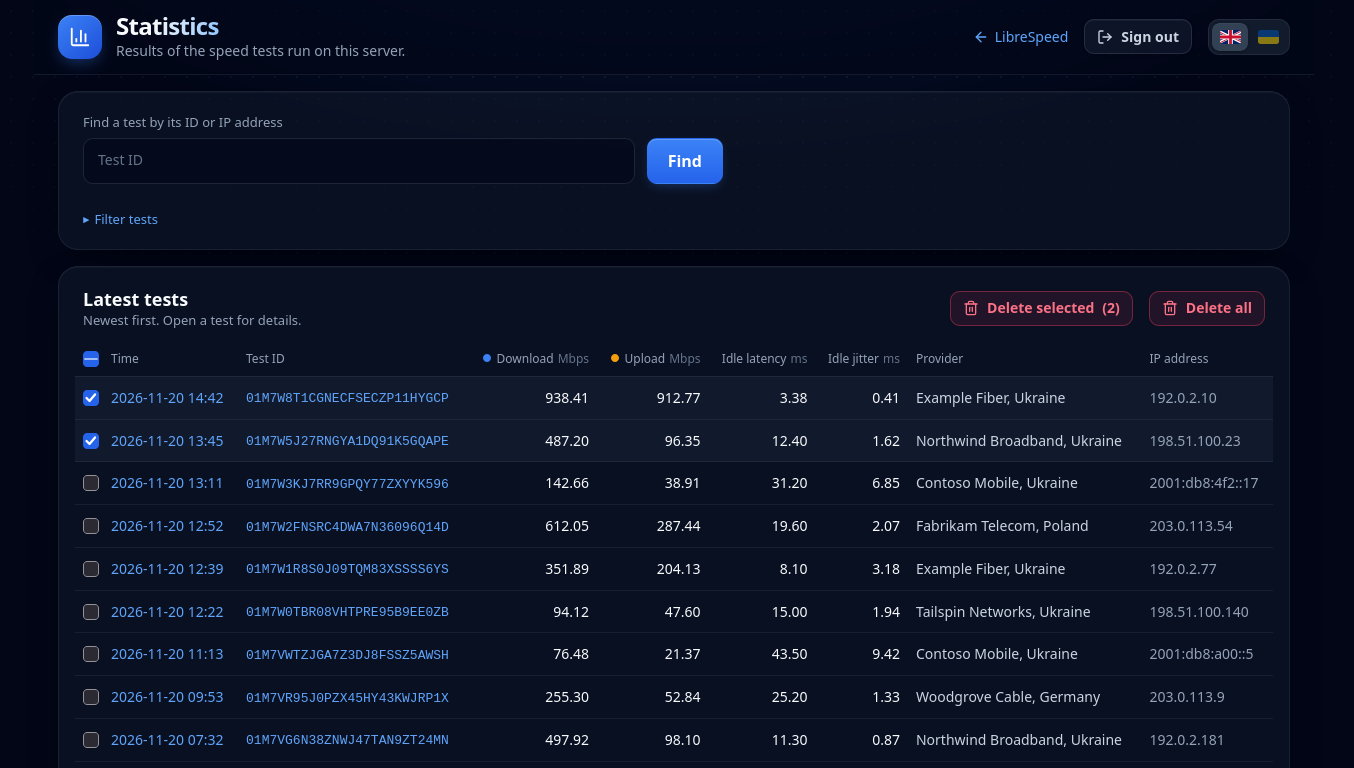 Statistics
Results of the speed tests run on this server.
LibreSpeed
Sign out
Find a test by its ID or IP address
Test ID
Find
Filter tests
Latest tests
Newest first. Open a test for details.
Delete selected (2)
Delete all
Time Test ID Download Mbps Upload Mbps Idle latency ms Idle jitter ms Provider IP address
2026-11-20 14:42 01M7W8T1CGNECFSECZP11HYGCP 938.41 912.77 3.38 0.41 Example Fiber, Ukraine 192.0.2.10
2026-11-20 13:45 01M7W5J27RNGYA1DQ91K5GQAPE 487.20 96.35 12.40 1.62 Northwind Broadband, Ukraine 198.51.100.23
2026-11-20 13:11 01M7W3KJ7RR9GPQY77ZXYYK596 142.66 38.91 31.20 6.85 Contoso Mobile, Ukraine 2001:db8:4f2::17
2026-11-20 12:52 01M7W2FNSRC4DWA7N36096Q14D 612.05 287.44 19.60 2.07 Fabrikam Telecom, Poland 203.0.113.54
2026-11-20 12:39 01M7W1R8S0J09TQM83XSSSS6YS 351.89 204.13 8.10 3.18 Example Fiber, Ukraine 192.0.2.77
2026-11-20 12:22 01M7W0TBR08VHTPRE95B9EE0ZB 94.12 47.60 15.00 1.94 Tailspin Networks, Ukraine 198.51.100.140
2026-11-20 11:13 01M7VWTZJGA7Z3DJ8FSSZ5AWSH 76.48 21.37 43.50 9.42 Contoso Mobile, Ukraine 2001:db8:a00::5
2026-11-20 09:53 01M7VR95J0PZX45HY43KWJRP1X 255.30 52.84 25.20 1.33 Woodgrove Cable, Germany 203.0.113.9
2026-11-20 07:32 01M7VG6N38ZNWJ47TAN9ZT24MN 497.92 98.10 11.30 0.87 Northwind Broadband, Ukraine 192.0.2.181